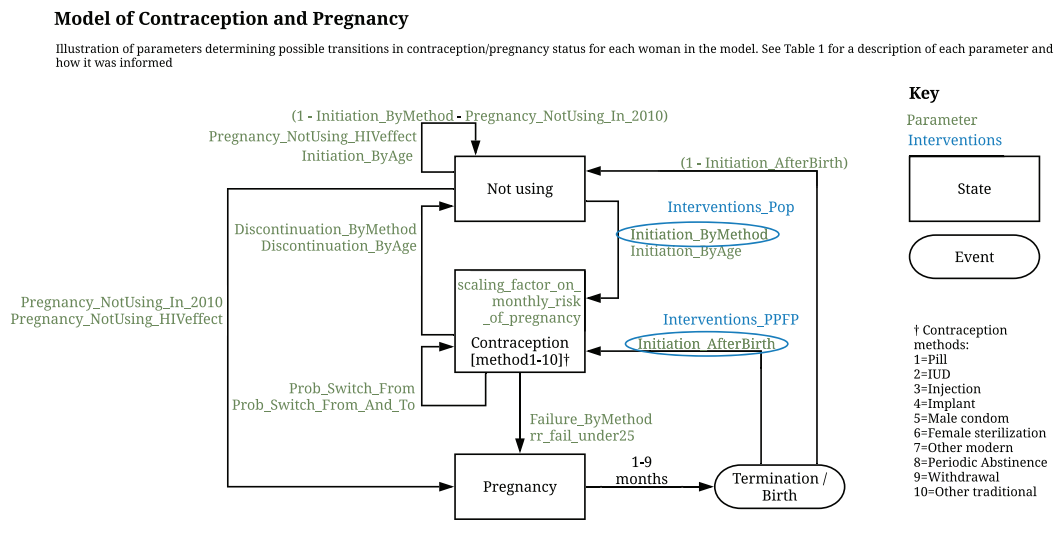 Model of Contraception and Pregnancy
Illustration of parameters determining possible transitions in contraception/pregnancy status for each woman in the model. See Table 1 for a description of each parameter and
how it was informed
Key
Parameter
Interventions
State
Event
(1 - Initiation_ByMethod - Pregnancy_NotUsing_In_2010)
Pregnancy_NotUsing_HIVeffect
Initiation_ByAge
(1 - Initiation_AfterBirth)
Not using
Interventions_Pop
Initiation_ByMethod
Initiation_ByAge
Discontinuation_ByMethod
Discontinuation_ByAge
scaling_factor_on_
monthly_risk
_of_pregnancy
Contraception
[method1-10]†
Pregnancy_NotUsing_In_2010
Pregnancy_NotUsing_HIVeffect
Interventions_PPFP
Initiation_AfterBirth
Prob_Switch_From
Prob_Switch_From_And_To
Failure_ByMethod
rr_fail_under25
Pregnancy
1-9
months
Termination /
Birth
† Contraception
methods:
1=Pill
2=IUD
3=Injection
4=Implant
5=Male condom
6=Female sterilization
7=Other modern
8=Periodic Abstinence
9=Withdrawal
10=Other traditional